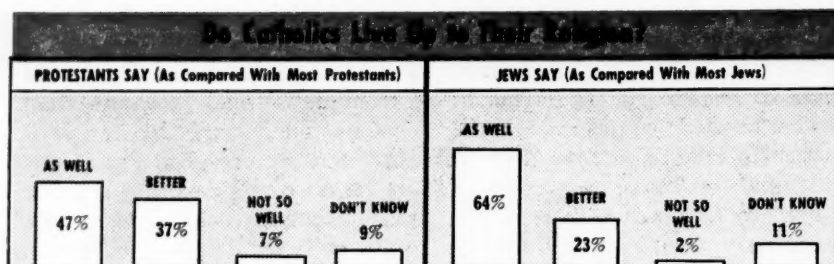 Do Catholics Live Up to Their Religion?
PROTESTANTS SAY (As Compared With Most Protestants)
AS WELL
47%
BETTER
37%
NOT SO
WELL
7%
DON'T KNOW
9%
JEWS SAY (As Compared With Most Jews)
AS WELL
64%
BETTER
23%
NOT SO
WELL
2%
DON'T KNOW
11%